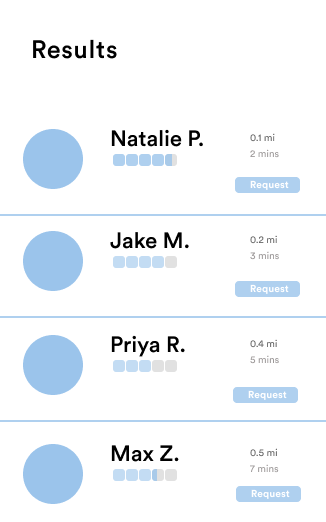 Results
Natalie P.
0.1 mi
2 mins
Request
Jake M.
0.2 mi
3 mins
Request
Priya R.
0.4 mi
5 mins
Request
Max Z.
0.5 mi
7 mins
Request